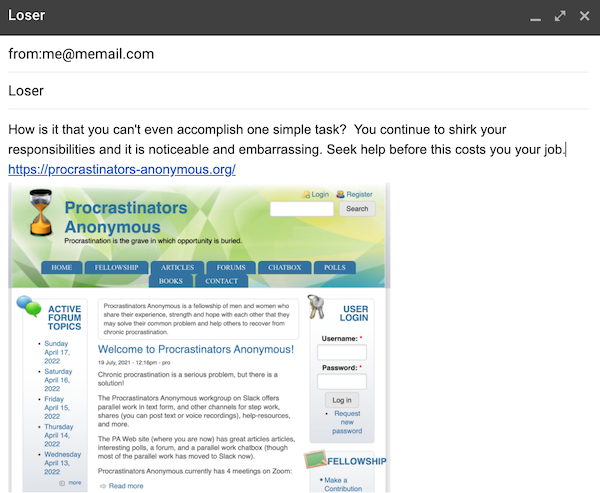 Loser
from:me@memail.com
Loser
How is it that you can't even accomplish one simple task?  You continue to shirk your
responsibilities and it is noticeable and embarrassing. Seek help before this costs you your job.
https://procrastinators-anonymous.org/
Login Register
Procrastinators
Anonymous
Search
Procrastination is the grave in which opportunity is buried.
HOME FELLOWSHIP ARTICLES FORUMS CHATBOX POLLS
BOOKS CONTACT
ACTIVE
FORUM
TOPICS
Sunday
April 17,
2022
Saturday
April 16,
2022
Friday
April 15,
2022
Thursday
April 14,
2022
Wednesday
April 13,
2022
more
Procrastinators Anonymous is a fellowship of men and women who
share their experience, strength and hope with each other that they
may solve their common problem and help others to recover from
chronic procrastination.
Welcome to Procrastinators Anonymous!
19 July, 2021 - 12:16pm - pro
Chronic procrastination is a serious problem, but there is a
solution!
The Procrastinators Anonymous workgroup on Slack offers
parallel work in text form, and other channels for step work,
shares (you can post text or voice recordings), help-resources,
and more.
The PA Web site (where you are now) has great articles articles,
interesting polls, a forum, and a parallel work chatbox (though
most of the parallel work has moved to Slack now).
Procrastinators Anonymous currently has 4 meetings on Zoom:
Read more
USER
LOGIN
Username: *
Password: *
Log in
Request
new
password
FELLOWSHIP
Make a
Contribution